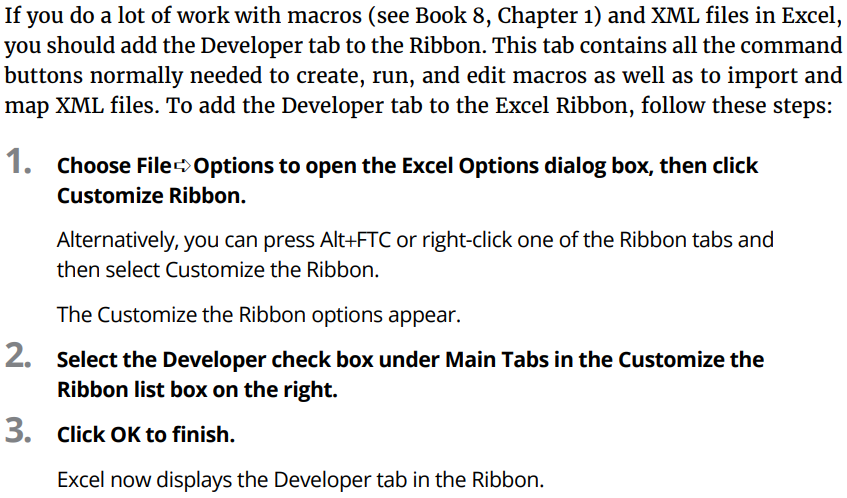 If you do a lot of work with macros (see Book 8, Chapter 1) and XML files in Excel,
you should add the Developer tab to the Ribbon. This tab contains all the command
buttons normally needed to create, run, and edit macros as well as to import and
map XML files. To add the Developer tab to the Excel Ribbon, follow these steps:
1. Choose File➪Options to open the Excel Options dialog box, then click
Customize Ribbon.
Alternatively, you can press Alt+FTC or right-click one of the Ribbon tabs and
then select Customize the Ribbon.
The Customize the Ribbon options appear.
2. Select the Developer check box under Main Tabs in the Customize the
Ribbon list box on the right.
3. Click OK to finish.
Excel now displays the Developer tab in the Ribbon.